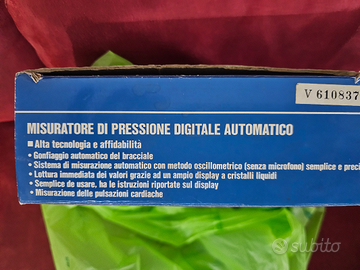 V 610837
MISURATORE DI PRESSIONE DIGITALE AUTOMATICO
■ Alta tecnologia e affidabilità
• Gonfiaggio automatico del bracciale
• Sistema di misurazione automatico con metodo oscillometrico (senza microfono) semplice e preci
• Lottura immediata dei valori grazie ad un ampio display a cristalli liquidi
• Semplice de usare, ha le istruzioni riportate sul display
• Misurazione delle pulsazioni cardiache
subito